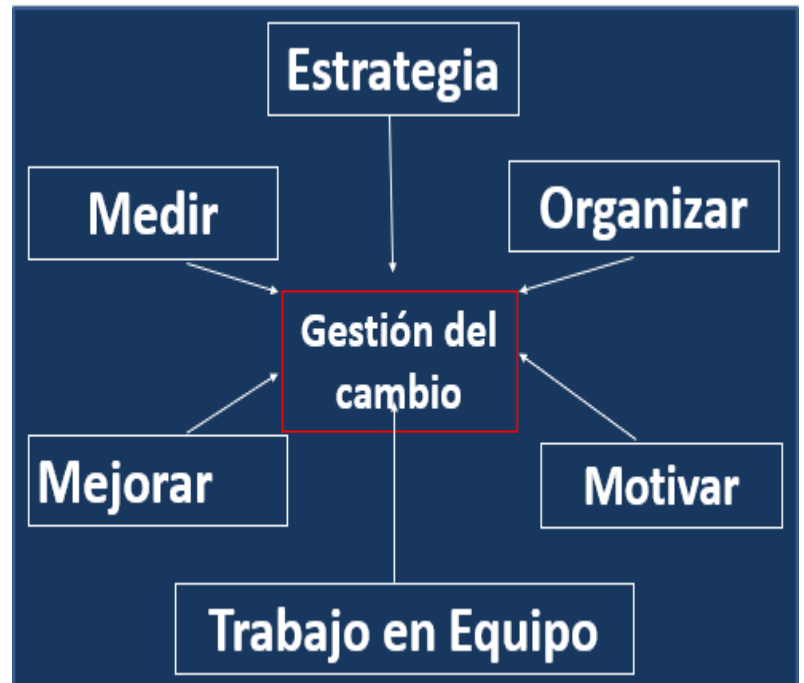 Estrategia
Medir
Organizar
Gestión del
cambio
Mejorar
Motivar
Trabajo en Equipo